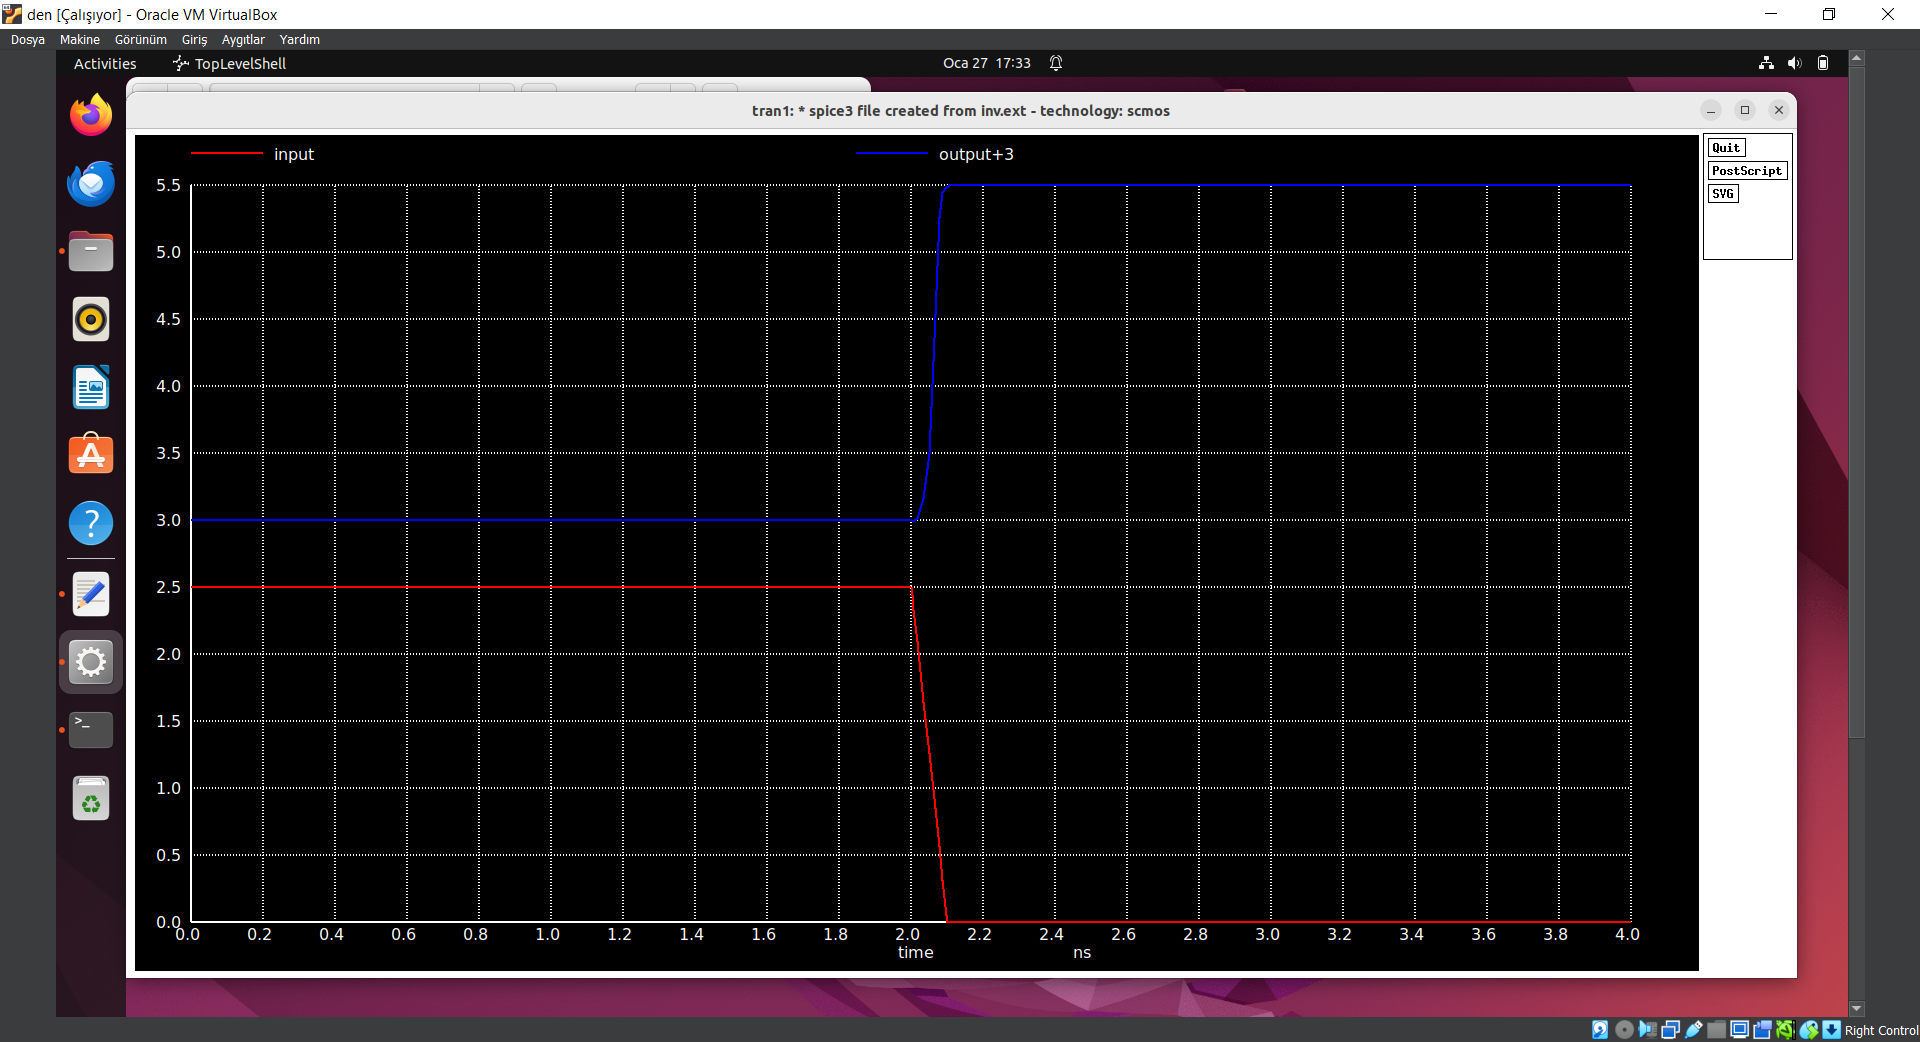 den [Çalışıyor] - Oracle VM VirtualBox
Dosya Makine Görünüm Giriş Aygıtlar Yardım
Activities TopLevelShell Oca 27 17:33
tran1: * spice3 file created from inv.ext - technology: scmos
input output+3
Quit
PostScript
SVG
5.5
5.0
4.5
4.0
3.5
3.0
2.5
2.0
1.5
1.0
0.5
0.0
0.0 0.2 0.4 0.6 0.8 1.0 1.2 1.4 1.6 1.8 2.0 2.2 2.4 2.6 2.8 3.0 3.2 3.4 3.6 3.8 4.0
time ns
Right Control